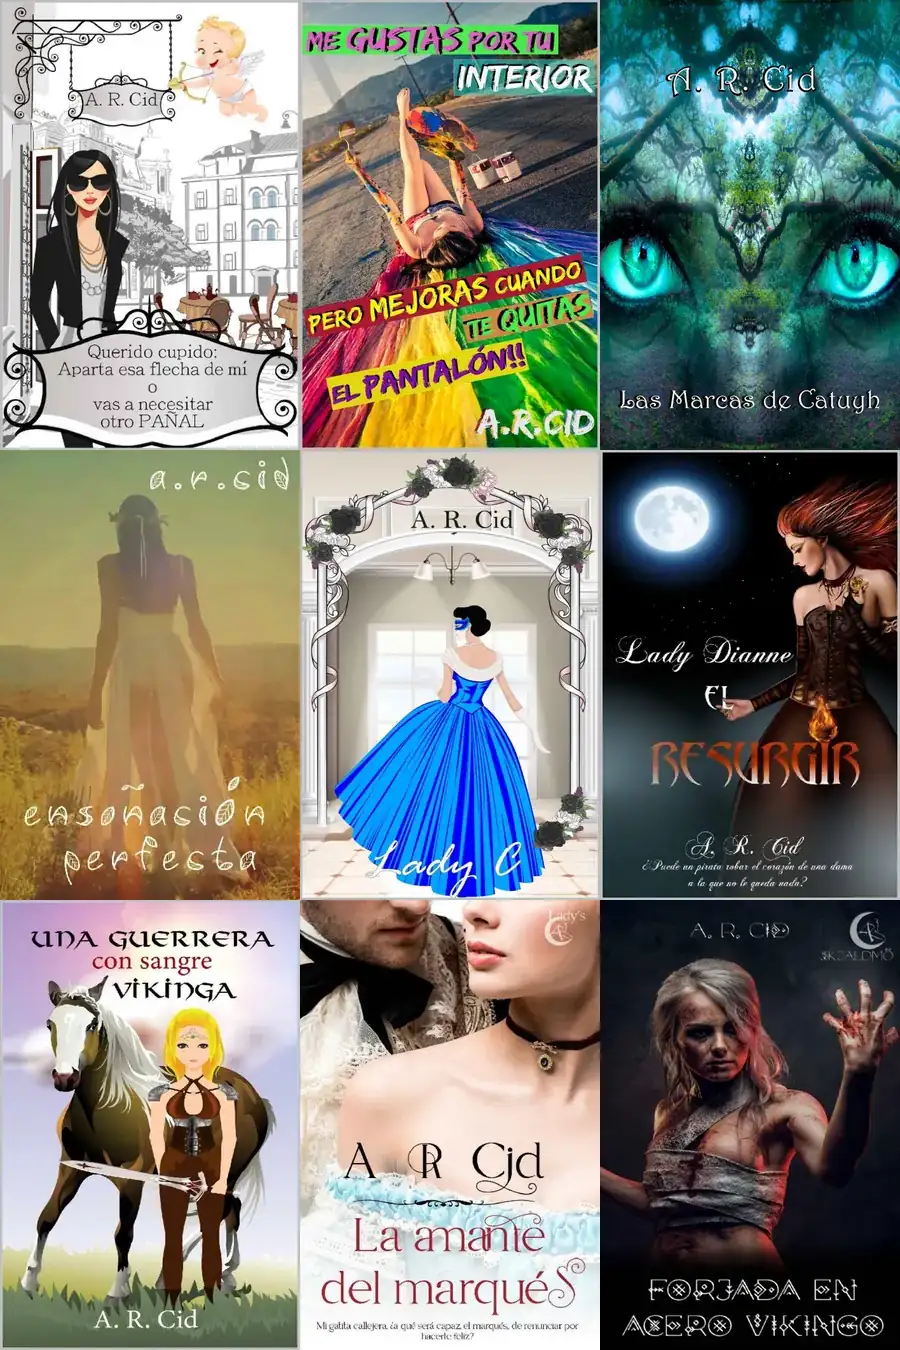 A. R. Cid
Querido cupido:
Aparta esa flecha de mí
o
vas a necesitar
otro PAÑAL
ME GUSTAS POR TU
INTERIOR
PERO MEJORAS CUANDO
TE QUITAS
EL PANTALÓN!!
A.R.CID
A. R. Cid
Las Marcas de Catuyh
a.r.cid
ensoñación
perfesta
A. R. Cid
Lady C
Lady Dianne
EL
RESURGIR
A. R. Cid
¿Puede un pirata robar el corazón de una dama
a la que no le queda nada?
UNA GUERRERA
con sangre
VIKINGA
A. R. Cid
Lady's
A R Cid
La amante
del marqués
Mi gatita callejera, ¿a qué será capaz, el marqués, de renunciar por
hacerte feliz?
A. R. CID
SKJALDMÖ
FORJADA EN
ACERO VIKINGO